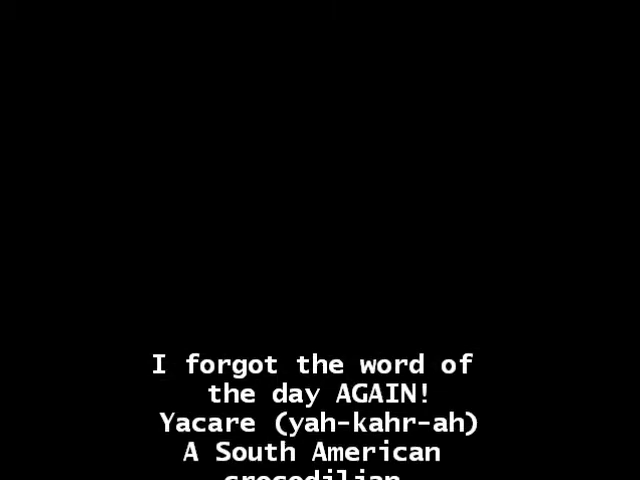 I forgot the word of
the day AGAIN!
Yacare (yah-kahr-ah)
A South American
crocodilian